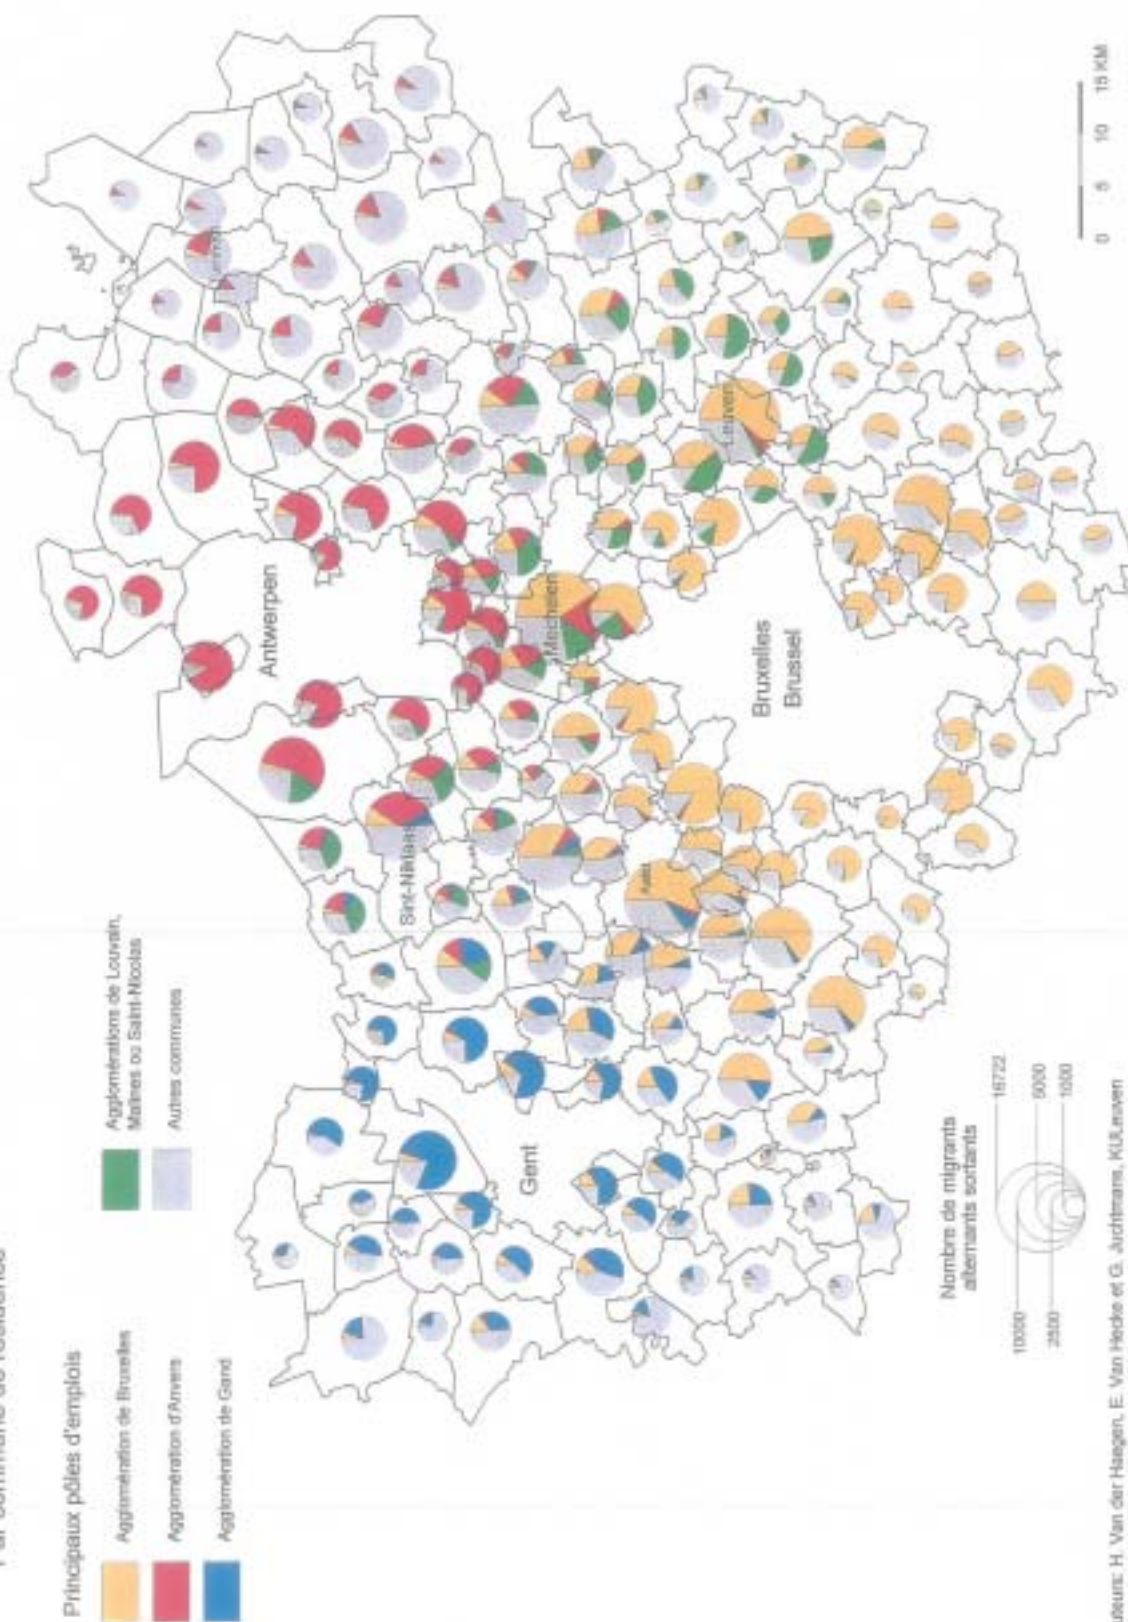 Par commune de résidence
Principaux pôles d'emplois
Agglomération de Bruxelles
Agglomération d'Anvers
Agglomération de Gand
Agglomérations de Louvain,
Malines ou Saint-Nicolas
Autres communes
Antwerpen
Sint-Niklaas
Mechelen
Leuven
Aalst
Gent
Bruxelles
Brussel
Nombre de migrants
alternants sortants
10000
2500
16722
5000
1000
0 5 10 15 KM
H. Van der Haegen, E. Van Hecke et G. Juchtmans, KULeuven